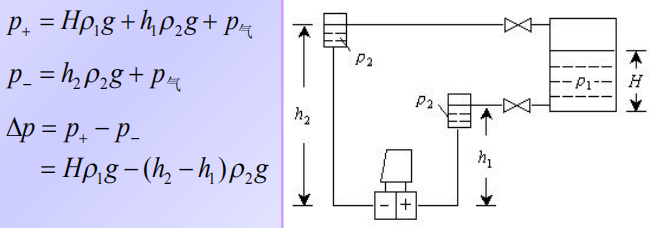 p₊ = Hρ₁g + h₁ρ₂g + p气
p₋ = h₂ρ₂g + p气
Δp = p₊ − p₋
= Hρ₁g − (h₂ − h₁)ρ₂g
p₂
p₁
H
p₂
h₂
h₁
− +